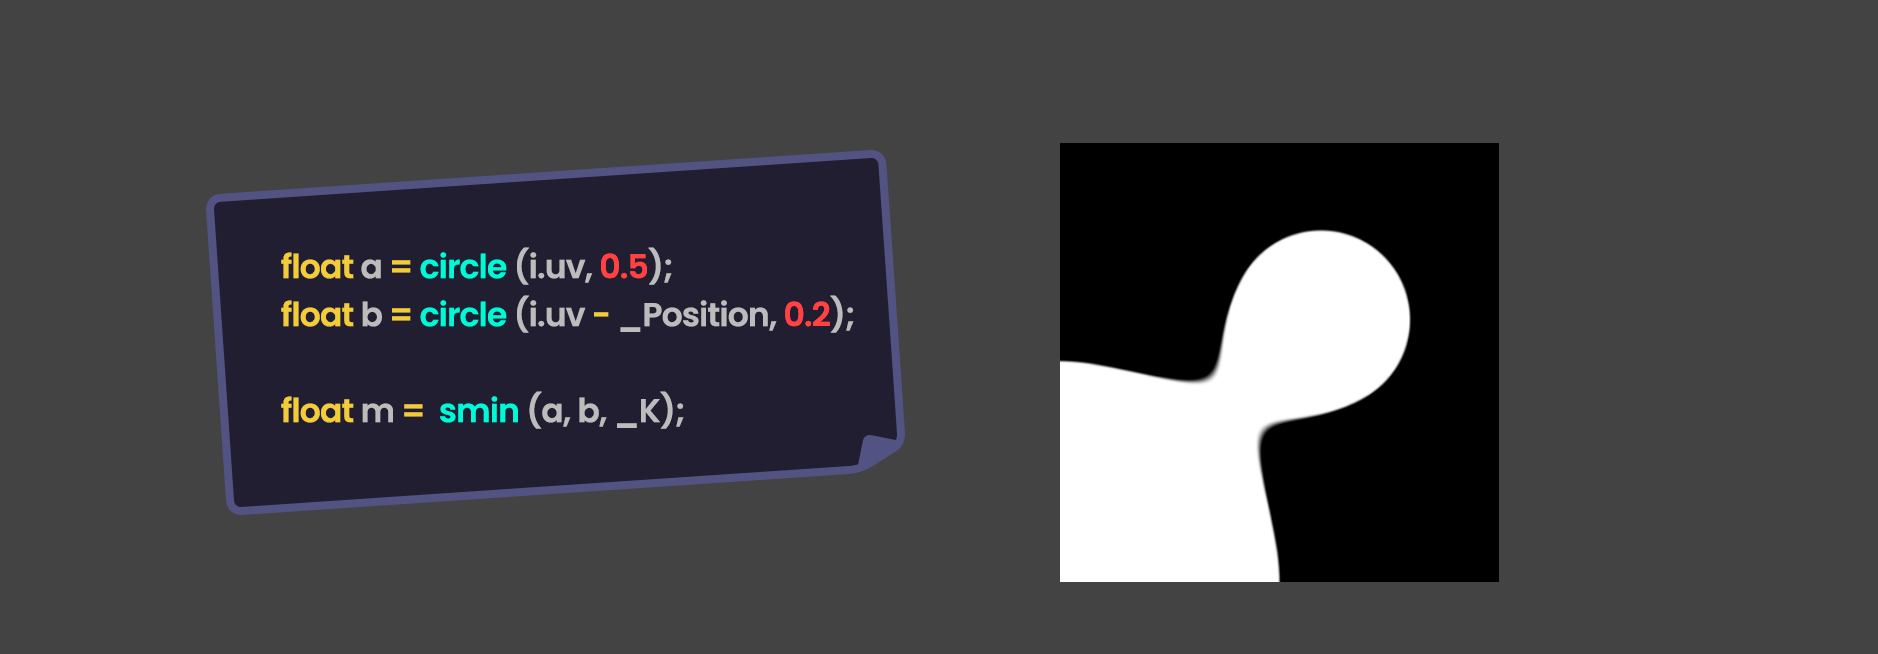 float a = circle (i.uv, 0.5);
float b = circle (i.uv - _Position, 0.2);
float m = smin (a, b, _K);